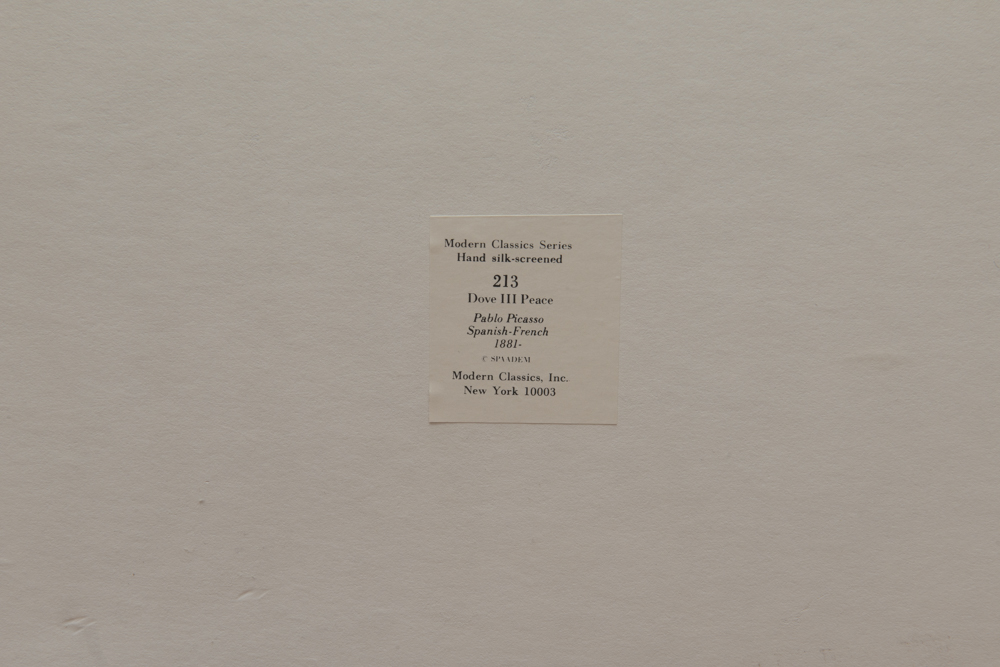 Modern Classics Series
Hand silk-screened
213
Dove III Peace
Pablo Picasso
Spanish-French
1881-
© SPAADEM
Modern Classics, Inc.
New York 10003